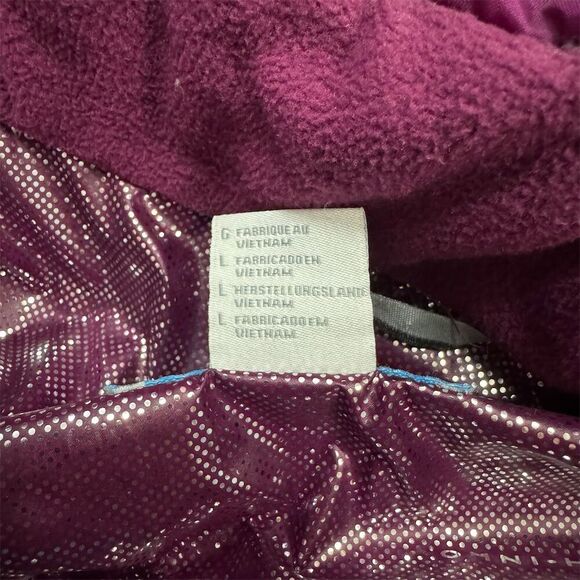 G FABRIQUE AU
VIETNAM
L FABRICADO EN
VIETNAM
L HERSTELLUNGSLAND
VIETNAM
L FABRICADO EM
VIETNAM
O M N I - H